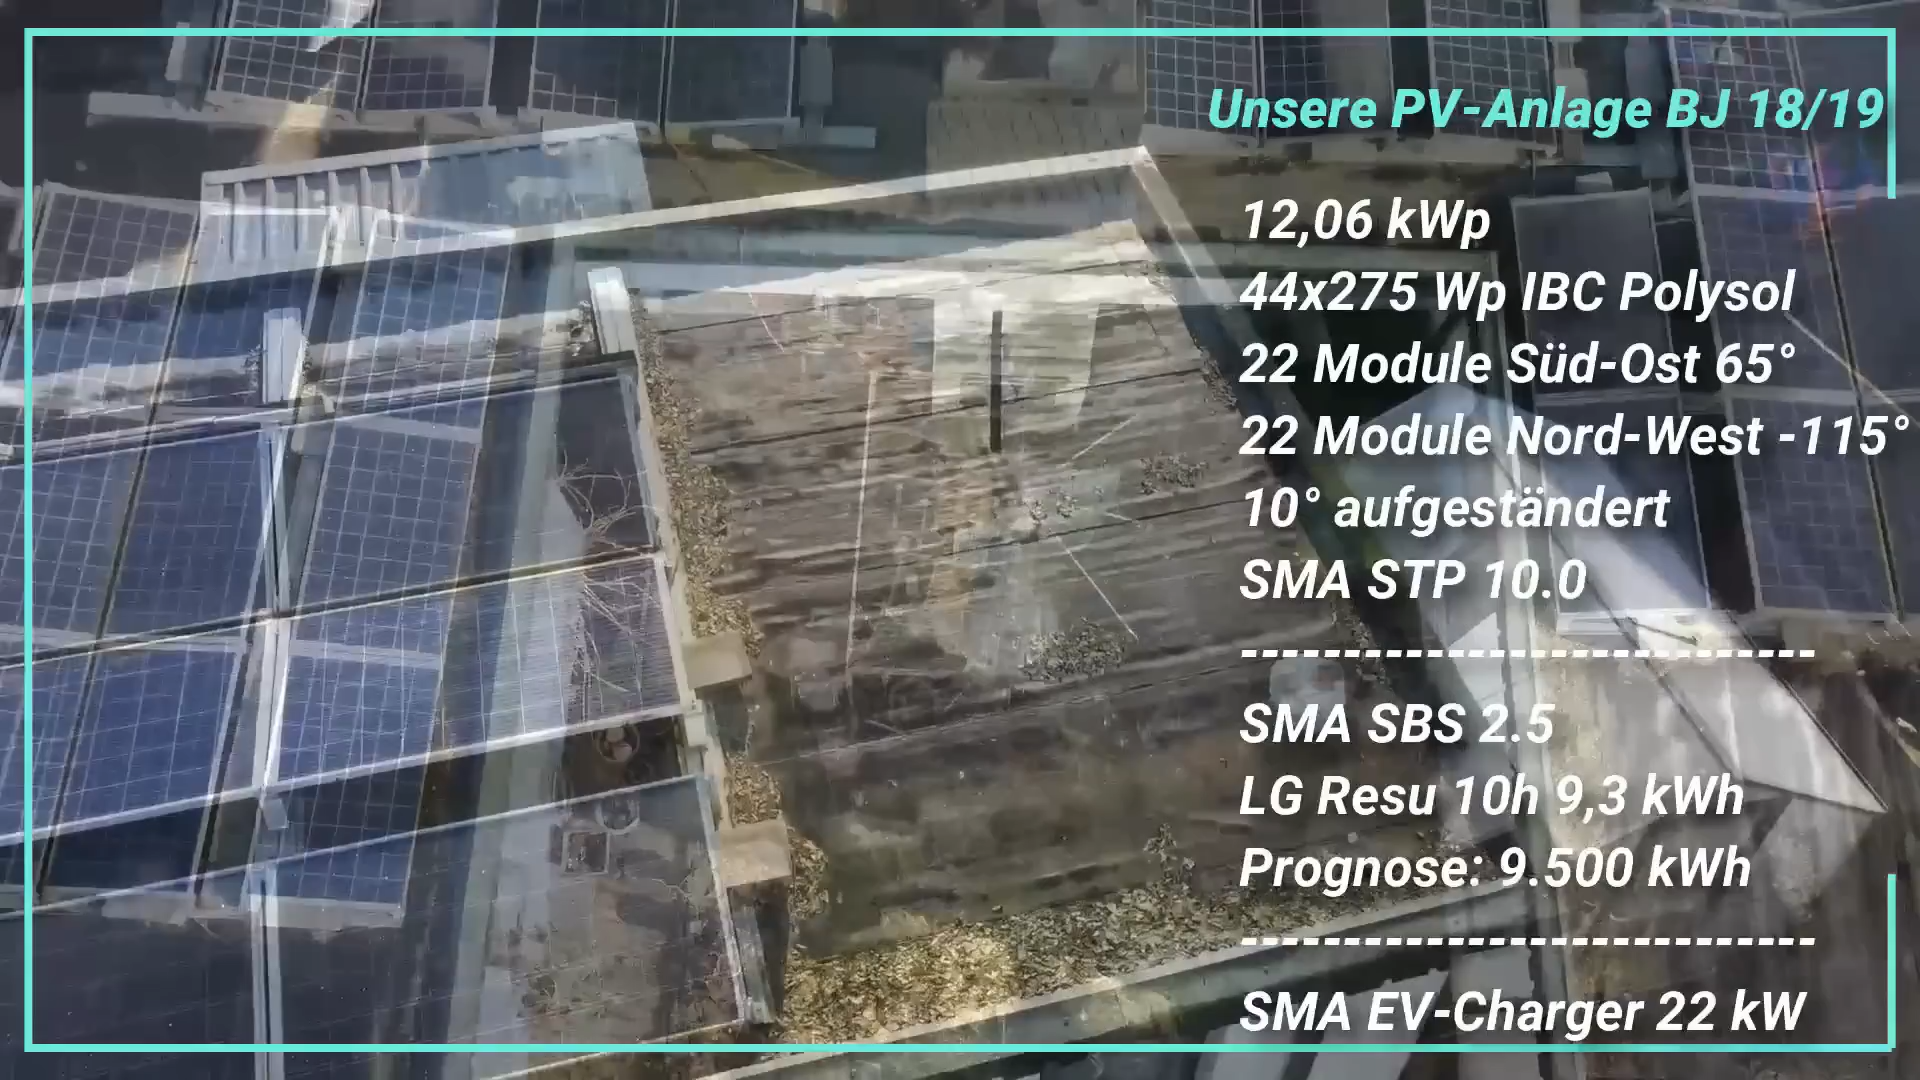 Unsere PV-Anlage BJ 18/19
12,06 kWp
44x275 Wp IBC Polysol
22 Module Süd-Ost 65°
22 Module Nord-West -115°
10° aufgeständert
SMA STP 10.0
----------------------------
SMA SBS 2.5
LG Resu 10h 9,3 kWh
Prognose: 9.500 kWh
----------------------------
SMA EV-Charger 22 kW